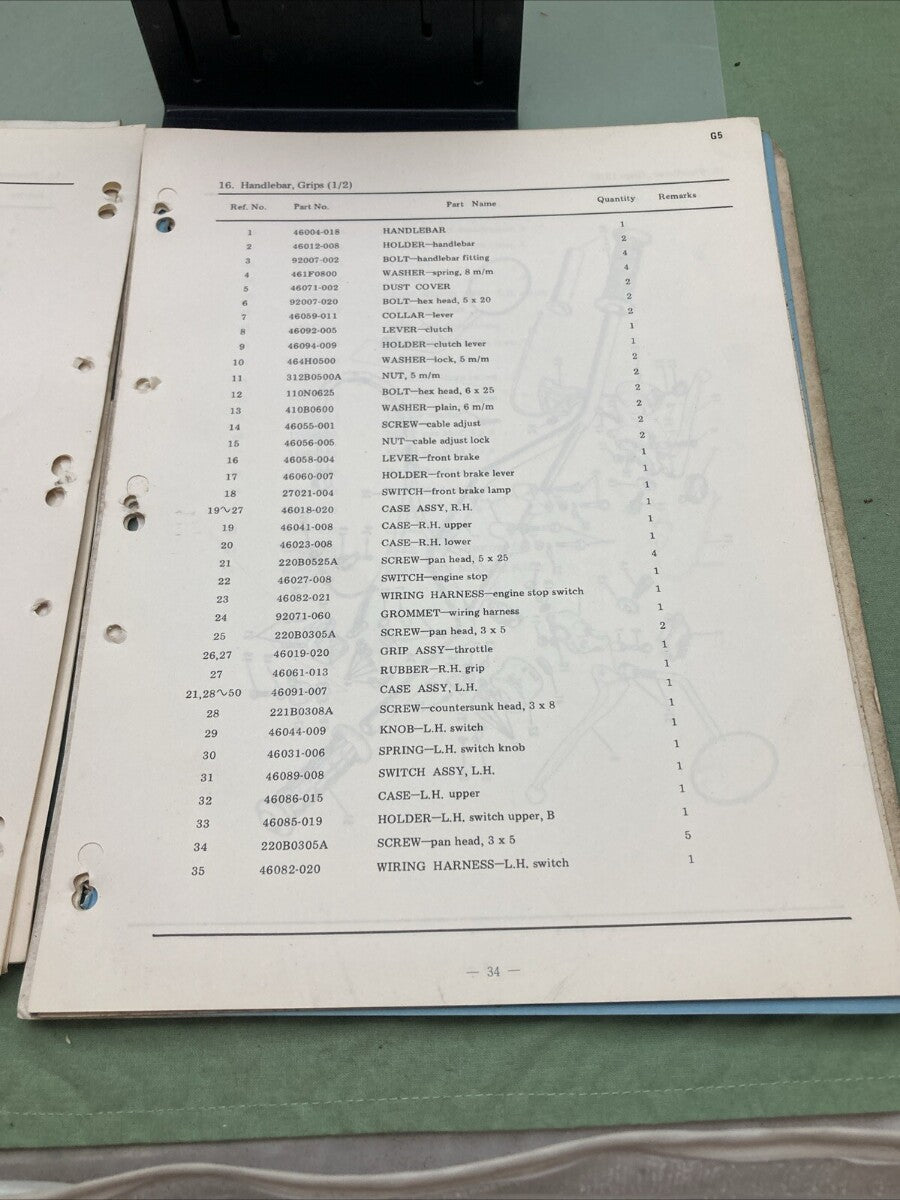 G5
16. Handlebar, Grips (1/2)
Ref. No. Part No. Part Name Quantity Remarks
1 46004-018 HANDLEBAR 1
2 46012-008 HOLDER—handlebar 2
3 92007-002 BOLT—handlebar fitting 4
4 461F0800 WASHER—spring, 8 m/m 4
5 46071-002 DUST COVER 2
6 92007-020 BOLT—hex head, 5 x 20 2
7 46059-011 COLLAR—lever 2
8 46092-005 LEVER—clutch 1
9 46094-009 HOLDER—clutch lever 1
10 464H0500 WASHER—lock, 5 m/m 2
11 312B0500A NUT, 5 m/m 2
12 110N0625 BOLT—hex head, 6 x 25 2
13 410B0600 WASHER—plain, 6 m/m 2
14 46055-001 SCREW—cable adjust 2
15 46056-005 NUT—cable adjust lock 2
16 46058-004 LEVER—front brake 1
17 46060-007 HOLDER—front brake lever 1
18 27021-004 SWITCH—front brake lamp 1
19~27 46018-020 CASE ASSY, R.H. 1
19 46041-008 CASE—R.H. upper 1
20 46023-008 CASE—R.H. lower 1
21 220B0525A SCREW—pan head, 5 x 25 4
22 46027-008 SWITCH—engine stop 1
23 46082-021 WIRING HARNESS—engine stop switch 1
24 92071-060 GROMMET—wiring harness 1
25 220B0305A SCREW—pan head, 3 x 5 2
26,27 46019-020 GRIP ASSY—throttle 1
27 46061-013 RUBBER—R.H. grip 1
21,28~50 46091-007 CASE ASSY, L.H. 1
28 221B0308A SCREW—countersunk head, 3 x 8 1
29 46044-009 KNOB—L.H. switch 1
30 46031-006 SPRING—L.H. switch knob 1
31 46089-008 SWITCH ASSY, L.H. 1
32 46086-015 CASE—L.H. upper 1
33 46085-019 HOLDER—L.H. switch upper, B 1
34 220B0305A SCREW—pan head, 3 x 5 5
35 46082-020 WIRING HARNESS—L.H. switch 1
— 34 —